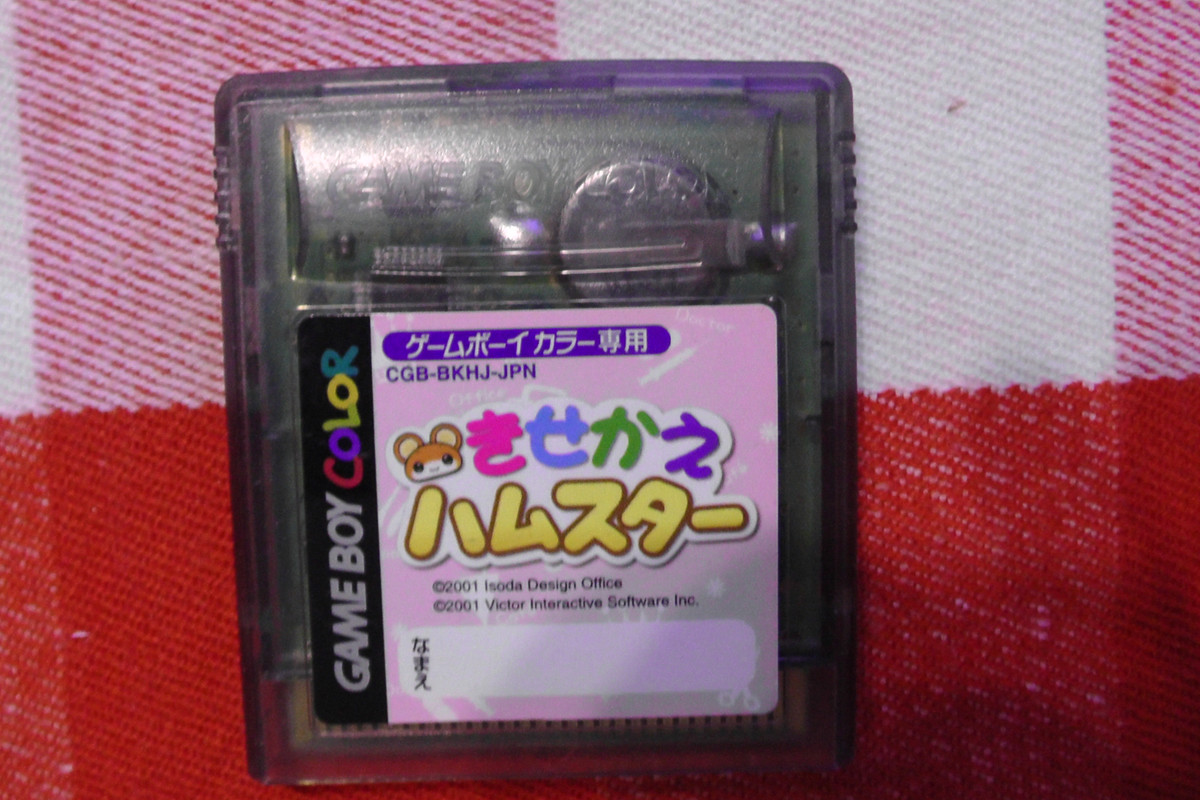 GAME BOY COLOR
GAME BOY COLOR
ゲームボーイカラー専用
CGB-BKHJ-JPN
Doctor
Office
きせかえ
ハムスター
©2001 Isoda Design Office
©2001 Victor Interactive Software Inc.
なまえ